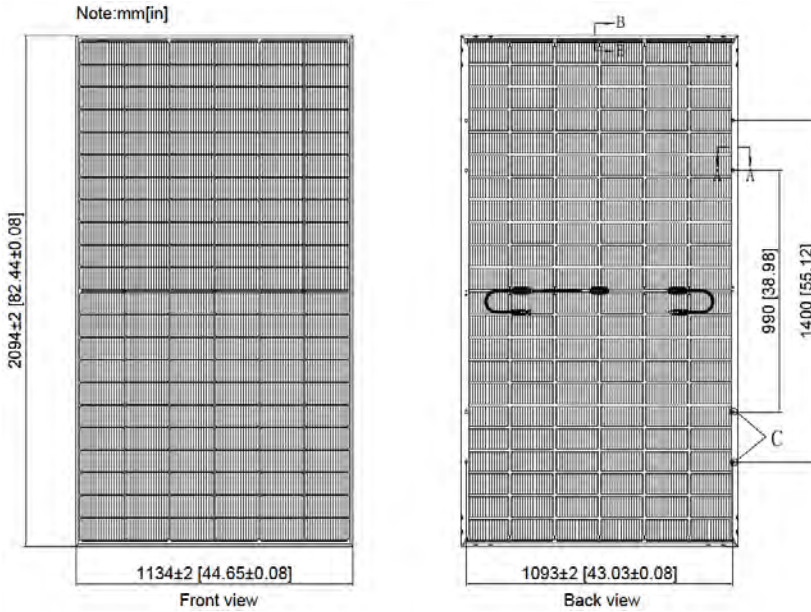 Note:mm[in]
B
B
A
A
2094±2 [82.44±0.08]
990 [38.98]
1400 [55.12]
C
1134±2 [44.65±0.08]
1093±2 [43.03±0.08]
Front view
Back view